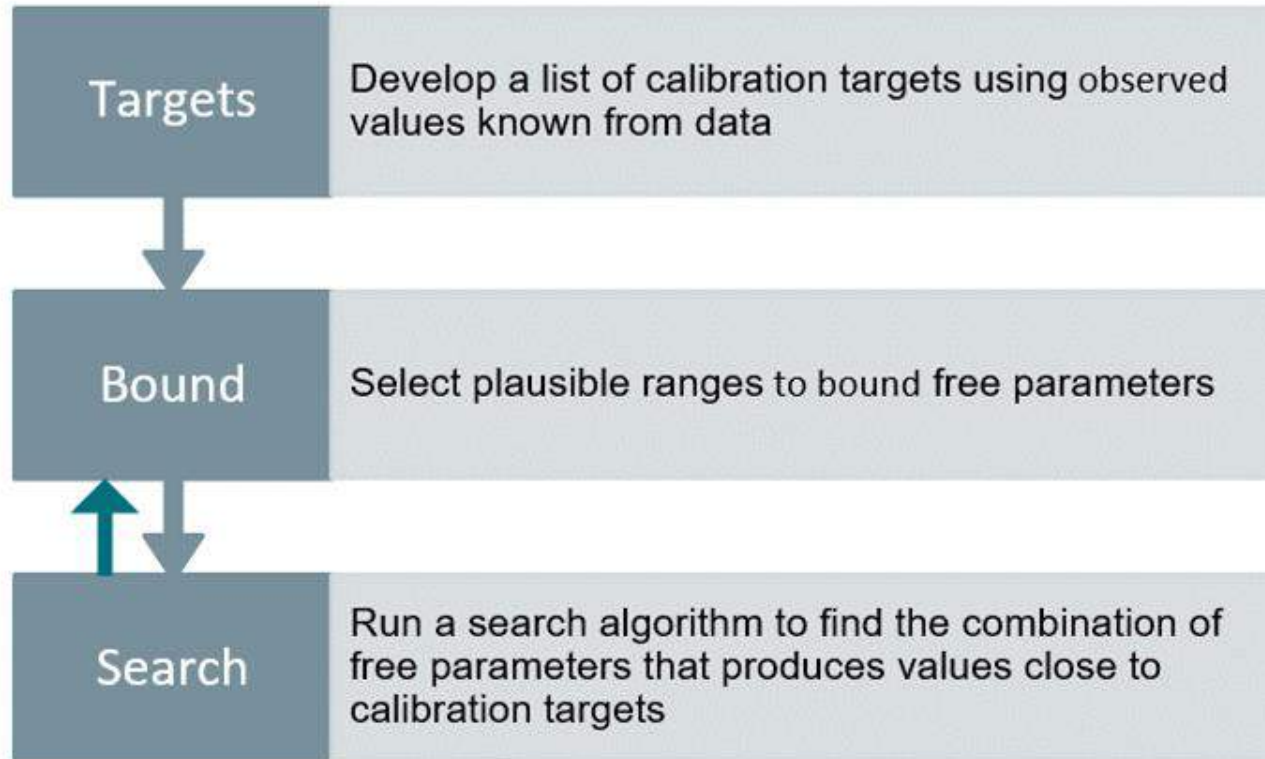 Targets
Develop a list of calibration targets using observed
values known from data
Bound
Select plausible ranges to bound free parameters
Search
Run a search algorithm to find the combination of
free parameters that produces values close to
calibration targets